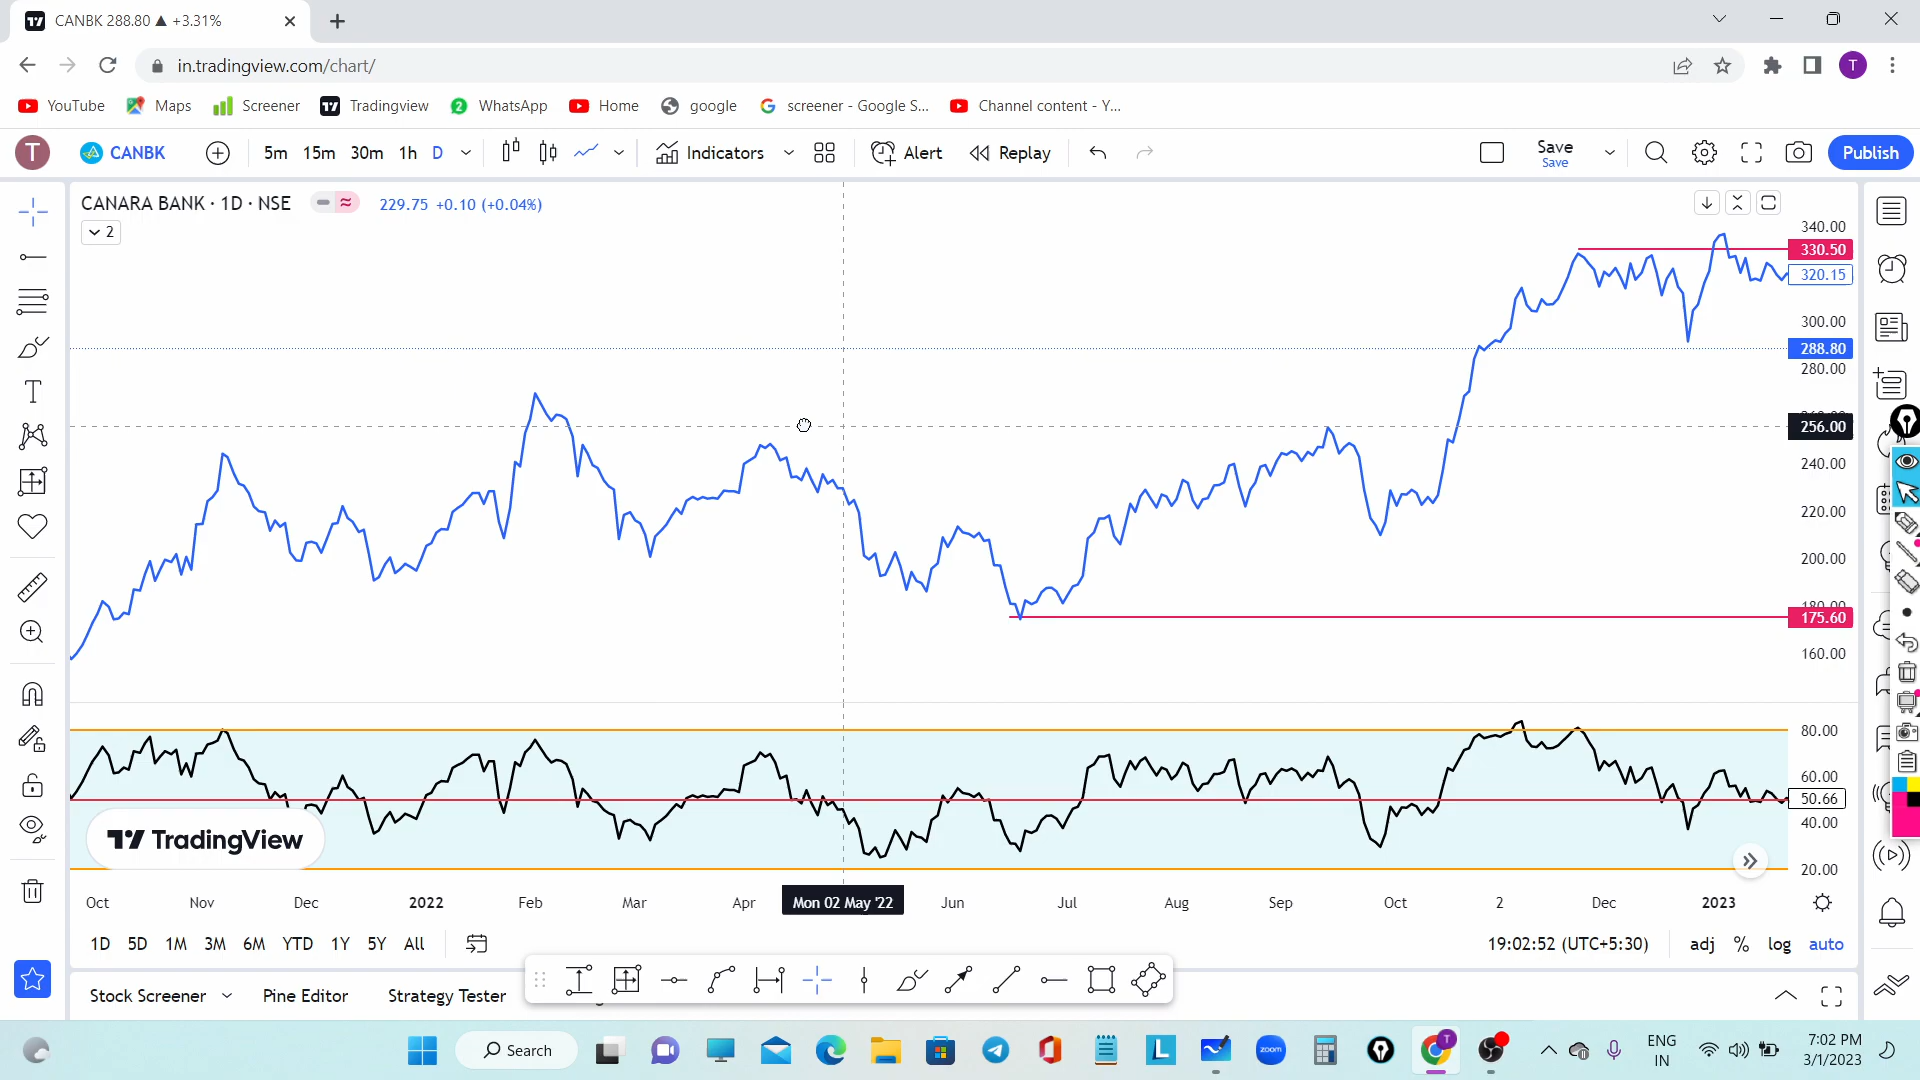 CANBK 288.80 ▲ +3.31%
in.tradingview.com/chart/
T
YouTube Maps Screener Tradingview 2 WhatsApp Home google screener - Google S... Channel content - Y...
T CANBK 5m 15m 30m 1h D Indicators Alert Replay Save Publish
Save
CANARA BANK · 1D · NSE 229.75 +0.10 (+0.04%)
2
340.00
330.50
320.15
300.00
288.80
280.00
256.00
240.00
220.00
200.00
175.60
160.00
80.00
60.00
50.66
40.00
20.00
TradingView
Oct Nov Dec 2022 Feb Mar Apr Mon 02 May '22 Jun Jul Aug Sep Oct 2 Dec 2023
1D 5D 1M 3M 6M YTD 1Y 5Y All 19:02:52 (UTC+5:30) adj % log auto
Stock Screener Pine Editor Strategy Tester
Search
zoom
L
T
ENG
IN
7:02 PM
3/1/2023